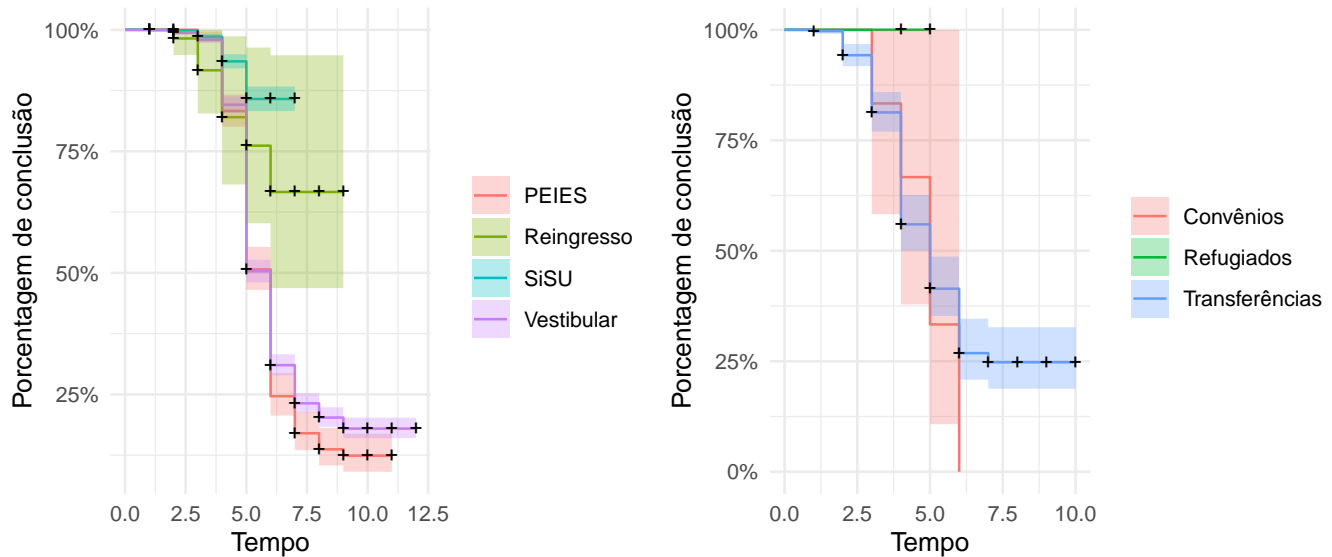 Porcentagem de conclusão
100%
75%
50%
25%
0.0 2.5 5.0 7.5 10.0 12.5
Tempo
PEIES
Reingresso
SiSU
Vestibular
Porcentagem de conclusão
100%
75%
50%
25%
0%
0.0 2.5 5.0 7.5 10.0
Tempo
Convênios
Refugiados
Transferências